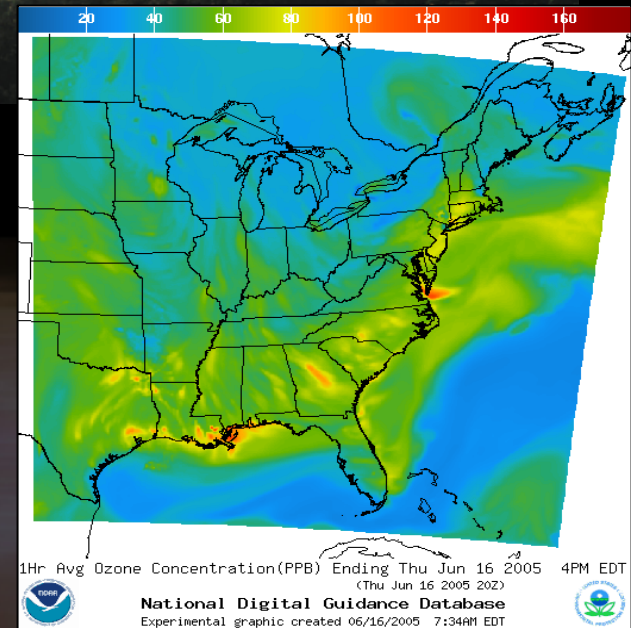 20 40 60 80 100 120 140 160
1Hr Avg Ozone Concentration(PPB) Ending Thu Jun 16 2005 4PM EDT
(Thu Jun 16 2005 20Z)
National Digital Guidance Database
Experimental graphic created 06/16/2005 7:34AM EDT
NOAA